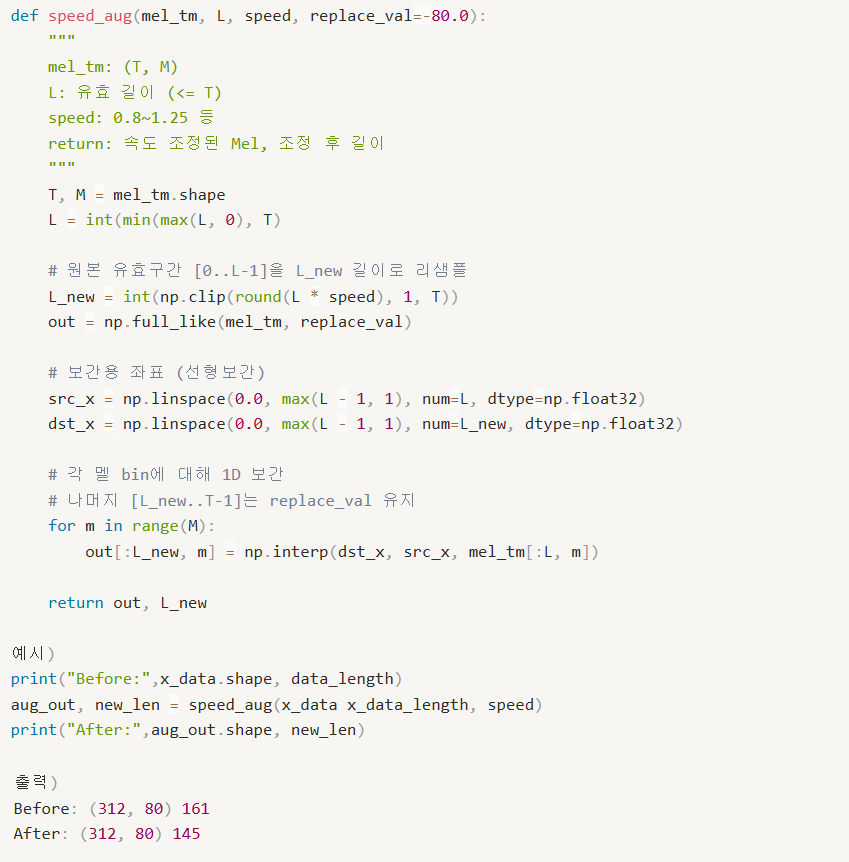 def speed_aug(mel_tm, L, speed, replace_val=-80.0):
    """
    mel_tm: (T, M)
    L: 유효 길이 (<= T)
    speed: 0.8~1.25 등
    return: 속도 조정된 Mel, 조정 후 길이
    """
    T, M = mel_tm.shape
    L = int(min(max(L, 0), T)
    # 원본 유효구간 [0..L-1]을 L_new 길이로 리샘플
    L_new = int(np.clip(round(L * speed), 1, T))
    out = np.full_like(mel_tm, replace_val)
    # 보간용 좌표 (선형보간)
    src_x = np.linspace(0.0, max(L - 1, 1), num=L, dtype=np.float32)
    dst_x = np.linspace(0.0, max(L - 1, 1), num=L_new, dtype=np.float32)
    # 각 멜 bin에 대해 1D 보간
    # 나머지 [L_new..T-1]는 replace_val 유지
    for m in range(M):
        out[:L_new, m] = np.interp(dst_x, src_x, mel_tm[:L, m])
    return out, L_new
예시)
print("Before:",x_data.shape, data_length)
aug_out, new_len = speed_aug(x_data x_data_length, speed)
print("After:",aug_out.shape, new_len)
출력)
Before: (312, 80) 161
After: (312, 80) 145